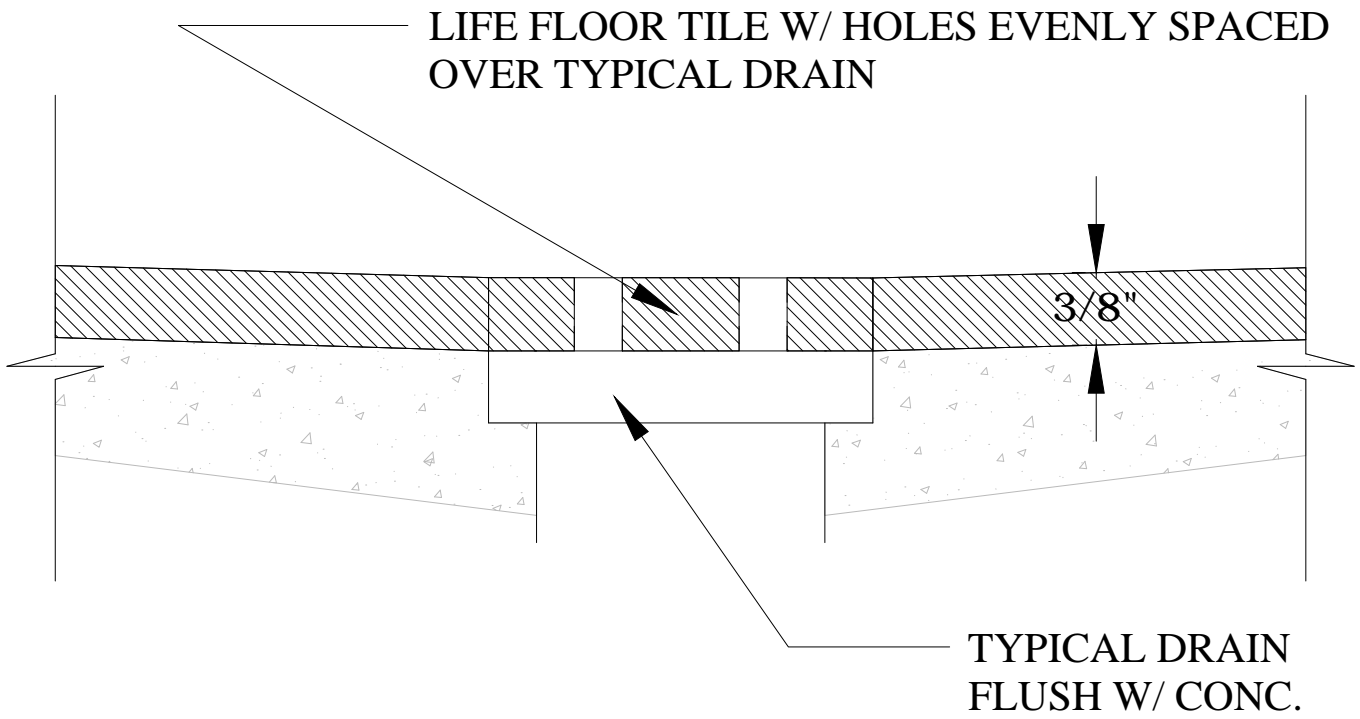 LIFE FLOOR TILE W/ HOLES EVENLY SPACED
OVER TYPICAL DRAIN
3/8"
TYPICAL DRAIN
FLUSH W/ CONC.